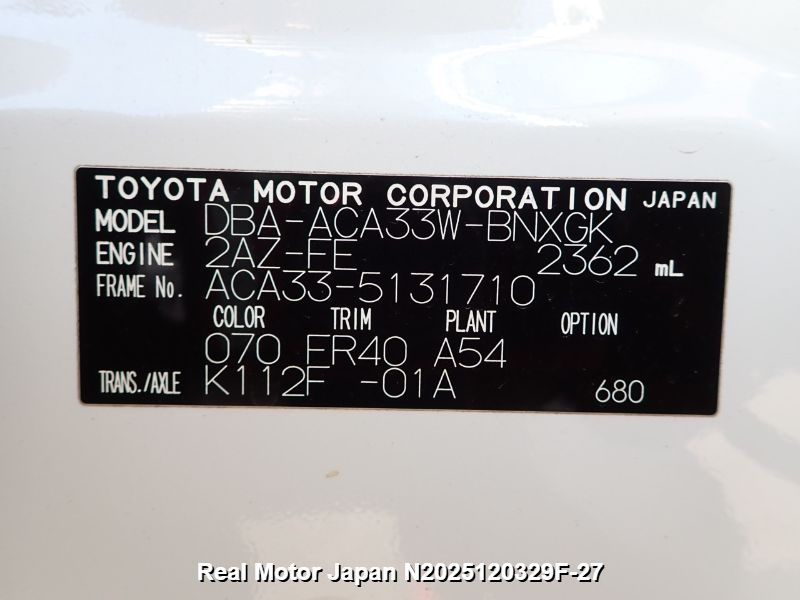 TOYOTA MOTOR CORPORATION JAPAN
MODEL DBA-ACA33W-BNXGK
ENGINE 2AZ-FE 2362 mL
FRAME No. ACA33-5131710
COLOR TRIM PLANT OPTION
070 FR40 A54
TRANS./AXLE K112F -01A 680
Real Motor Japan N2025120329F-27